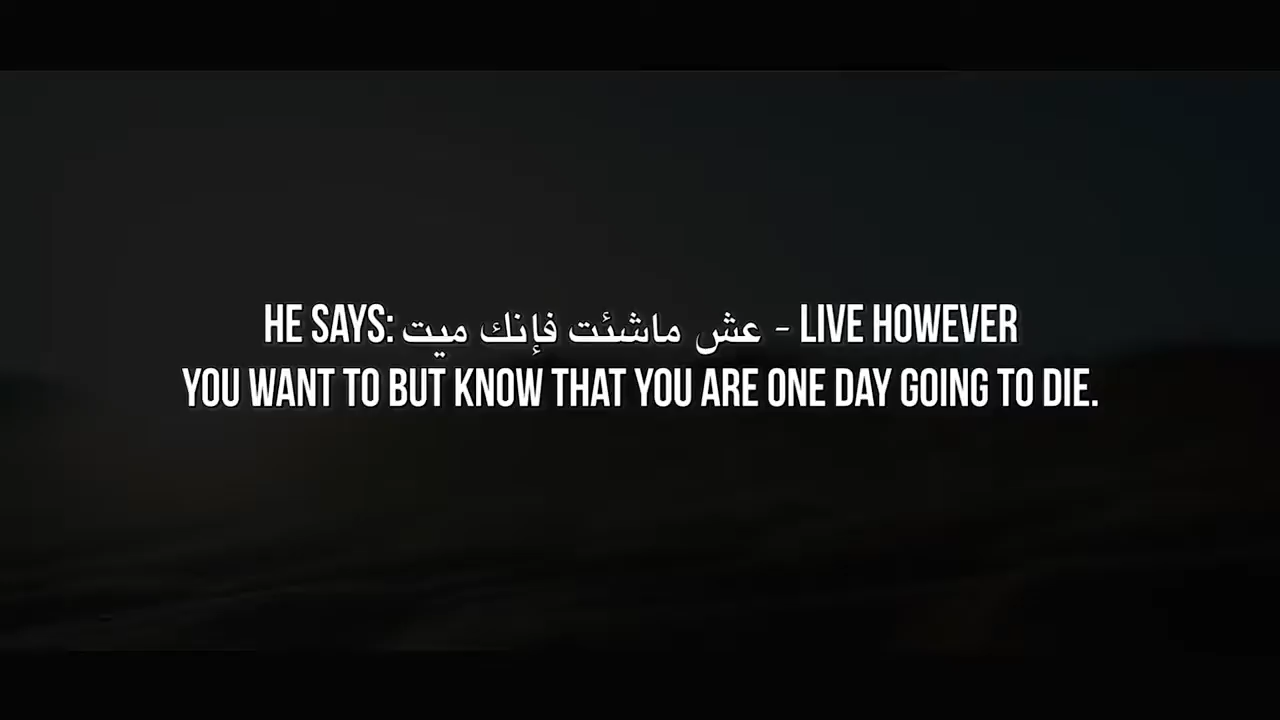 HE SAYS: عش ماشئت فإنك ميت - LIVE HOWEVER
YOU WANT TO BUT KNOW THAT YOU ARE ONE DAY GOING TO DIE.